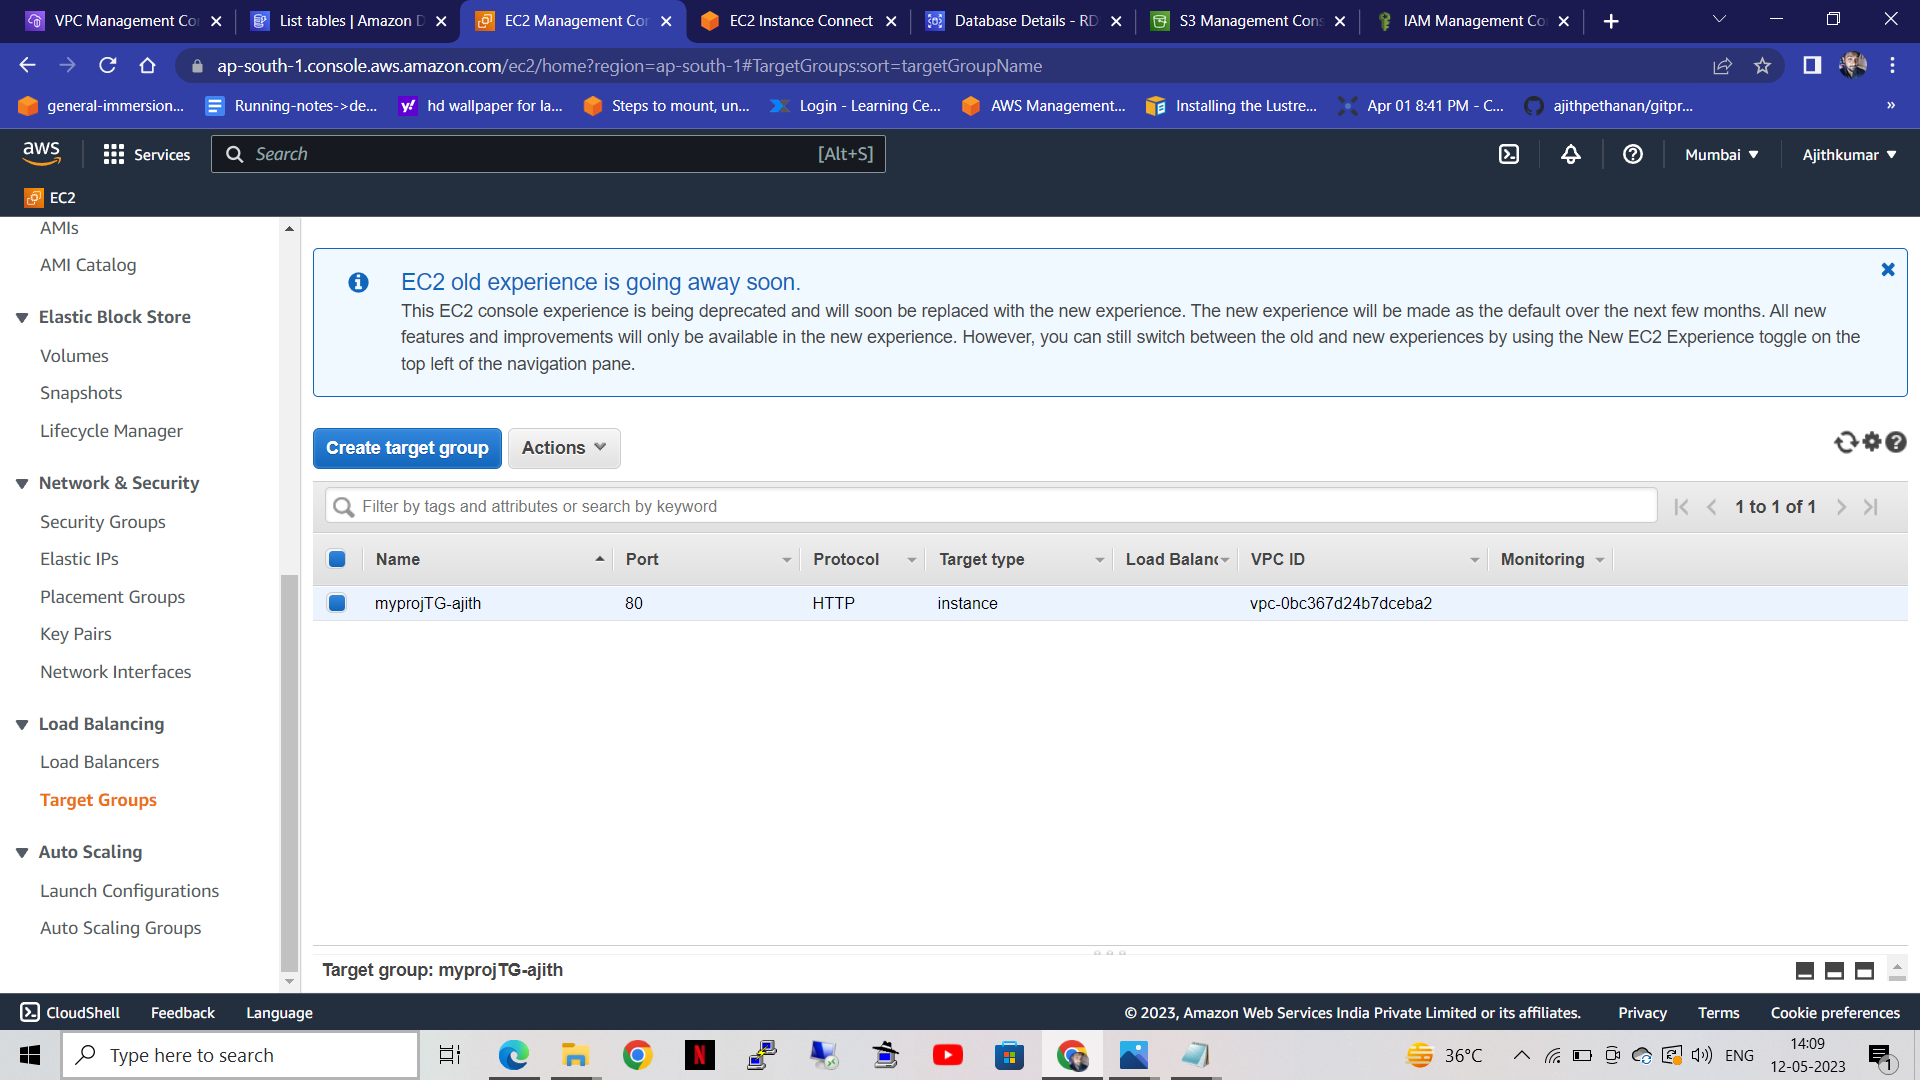 VPC Management Co
List tables | Amazon D
EC2 Management Con
EC2 Instance Connect
Database Details - RD
S3 Management Cons
IAM Management Co
ap-south-1.console.aws.amazon.com/ec2/home?region=ap-south-1#TargetGroups:sort=targetGroupName
general-immersion...
Running-notes->de...
y!
hd wallpaper for la...
Steps to mount, un...
Login - Learning Ce...
AWS Management...
Installing the Lustre...
Apr 01 8:41 PM - C...
ajithpethanan/gitpr...
»
aws
Services
Search
[Alt+S]
Mumbai
Ajithkumar
EC2
AMIs
AMI Catalog
Elastic Block Store
Volumes
Snapshots
Lifecycle Manager
Network & Security
Security Groups
Elastic IPs
Placement Groups
Key Pairs
Network Interfaces
Load Balancing
Load Balancers
Target Groups
Auto Scaling
Launch Configurations
Auto Scaling Groups
EC2 old experience is going away soon.
This EC2 console experience is being deprecated and will soon be replaced with the new experience. The new experience will be made as the default over the next few months. All new
features and improvements will only be available in the new experience. However, you can still switch between the old and new experiences by using the New EC2 Experience toggle on the
top left of the navigation pane.
Create target group
Actions
Filter by tags and attributes or search by keyword
1 to 1 of 1
Name
Port
Protocol
Target type
Load Balanc
VPC ID
Monitoring
myprojTG-ajith
80
HTTP
instance
vpc-0bc367d24b7dceba2
Target group: myprojTG-ajith
CloudShell
Feedback
Language
© 2023, Amazon Web Services India Private Limited or its affiliates.
Privacy
Terms
Cookie preferences
Type here to search
N
36°C
ENG
14:09
12-05-2023
1